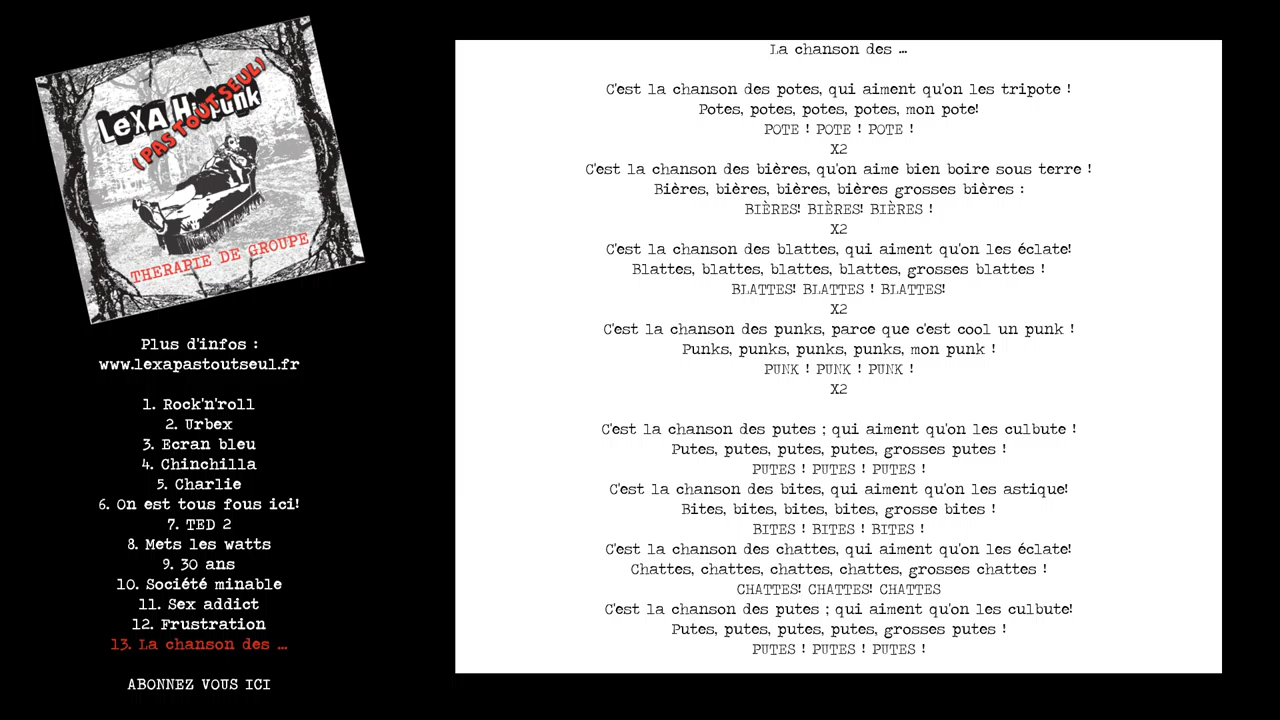 LeXA Hippunk
(PAS TOUT SEUL)
THERAPIE DE GROUPE
Plus d'infos :
www.lexapastoutseul.fr
1. Rock'n'roll
2. Urbex
3. Ecran bleu
4. Chinchilla
5. Charlie
6. On est tous fous ici!
7. TED 2
8. Mets les watts
9. 30 ans
10. Société minable
11. Sex addict
12. Frustration
13. La chanson des ...
ABONNEZ VOUS ICI
La chanson des ...
C'est la chanson des potes, qui aiment qu'on les tripote !
Potes, potes, potes, potes, mon pote!
POTE ! POTE ! POTE !
X2
C'est la chanson des bières, qu'on aime bien boire sous terre !
Bières, bières, bières, bières grosses bières :
BIÈRES! BIÈRES! BIÈRES !
X2
C'est la chanson des blattes, qui aiment qu'on les éclate!
Blattes, blattes, blattes, blattes, grosses blattes !
BLATTES! BLATTES ! BLATTES!
X2
C'est la chanson des punks, parce que c'est cool un punk !
Punks, punks, punks, punks, mon punk !
PUNK ! PUNK ! PUNK !
X2
C'est la chanson des putes ; qui aiment qu'on les culbute !
Putes, putes, putes, putes, grosses putes !
PUTES ! PUTES ! PUTES !
C'est la chanson des bites, qui aiment qu'on les astique!
Bites, bites, bites, bites, grosse bites !
BITES ! BITES ! BITES !
C'est la chanson des chattes, qui aiment qu'on les éclate!
Chattes, chattes, chattes, chattes, grosses chattes !
CHATTES! CHATTES! CHATTES
C'est la chanson des putes ; qui aiment qu'on les culbute!
Putes, putes, putes, putes, grosses putes !
PUTES ! PUTES ! PUTES !